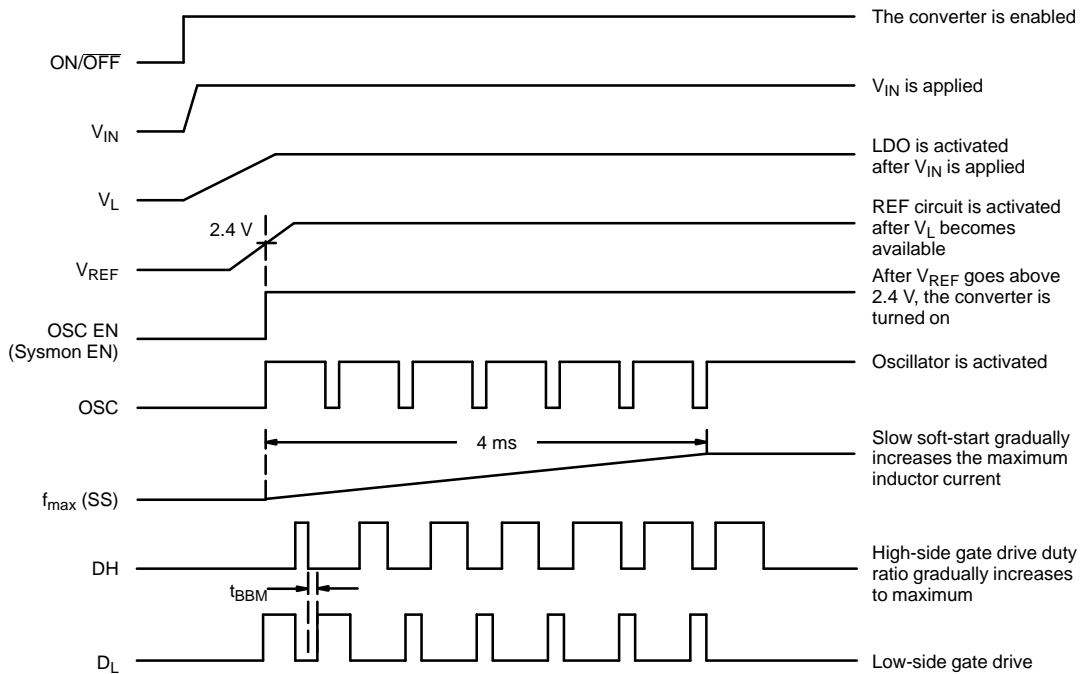 The converter is enabled
ON/OFF
V_IN is applied
V_IN
LDO is activated
after V_IN is applied
V_L
REF circuit is activated
after V_L becomes
available
2.4 V
V_REF
After V_REF goes above
2.4 V, the converter is
turned on
OSC EN
(Sysmon EN)
Oscillator is activated
OSC
4 ms
Slow soft-start gradually
increases the maximum
inductor current
f_max (SS)
DH
High-side gate drive duty
ratio gradually increases
to maximum
t_BBM
D_L
Low-side gate drive